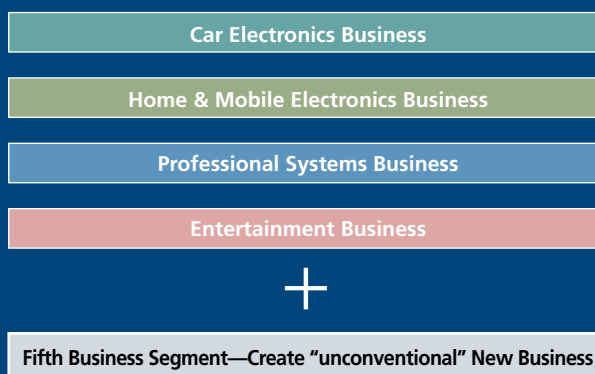 Car Electronics Business
Home & Mobile Electronics Business
Professional Systems Business
Entertainment Business
+
Fifth Business Segment—Create “unconventional” New Business